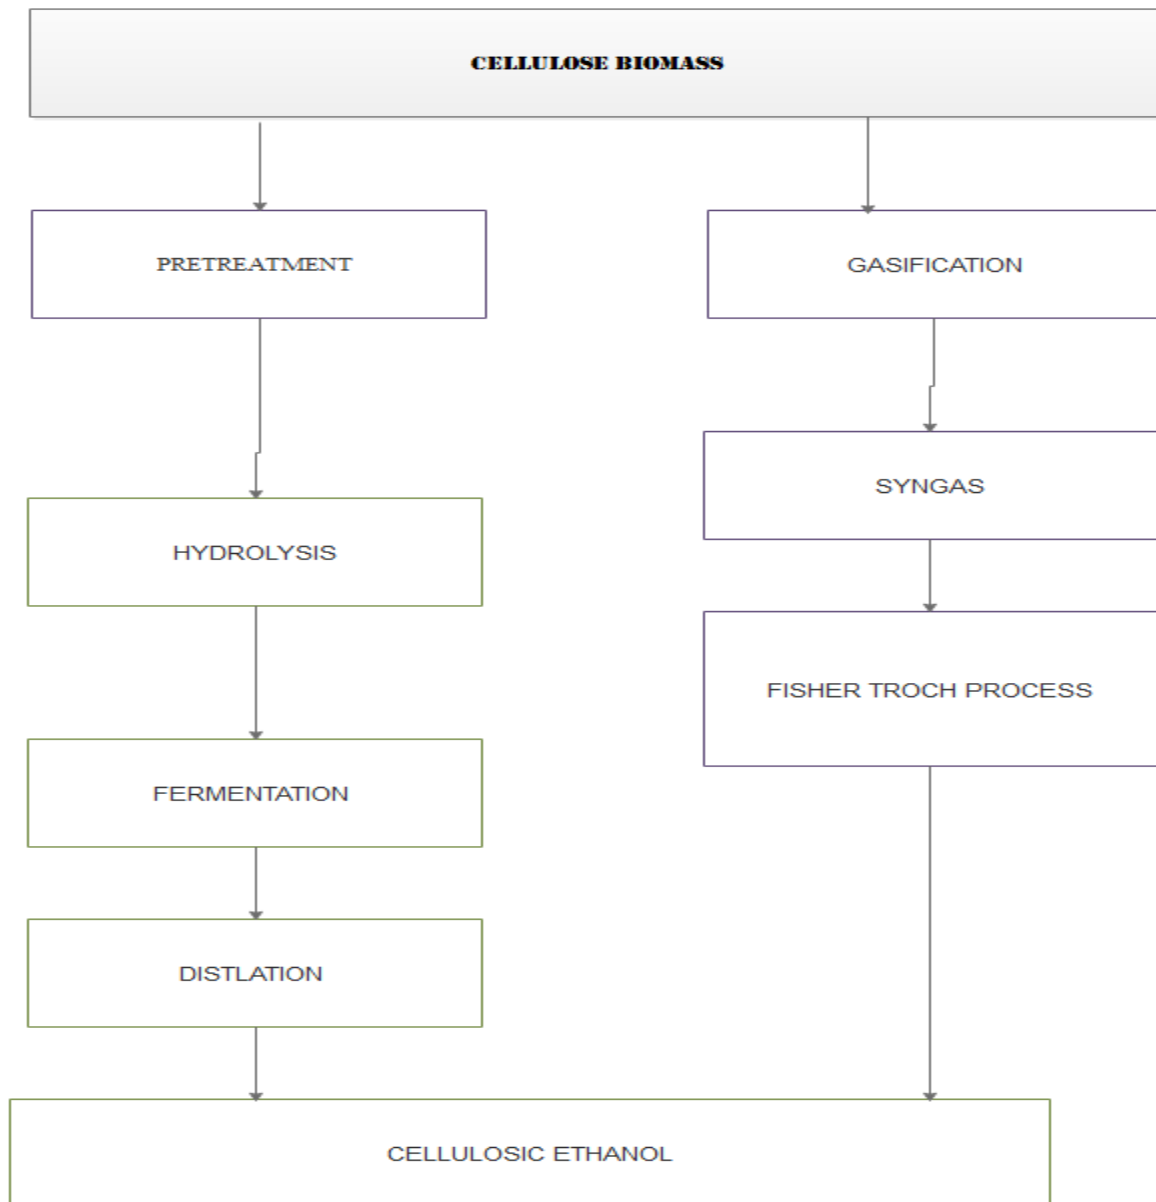 CELLULOSE BIOMASS
PRETREATMENT
GASIFICATION
SYNGAS
HYDROLYSIS
FISHER TROCH PROCESS
FERMENTATION
DISTLATION
CELLULOSIC ETHANOL